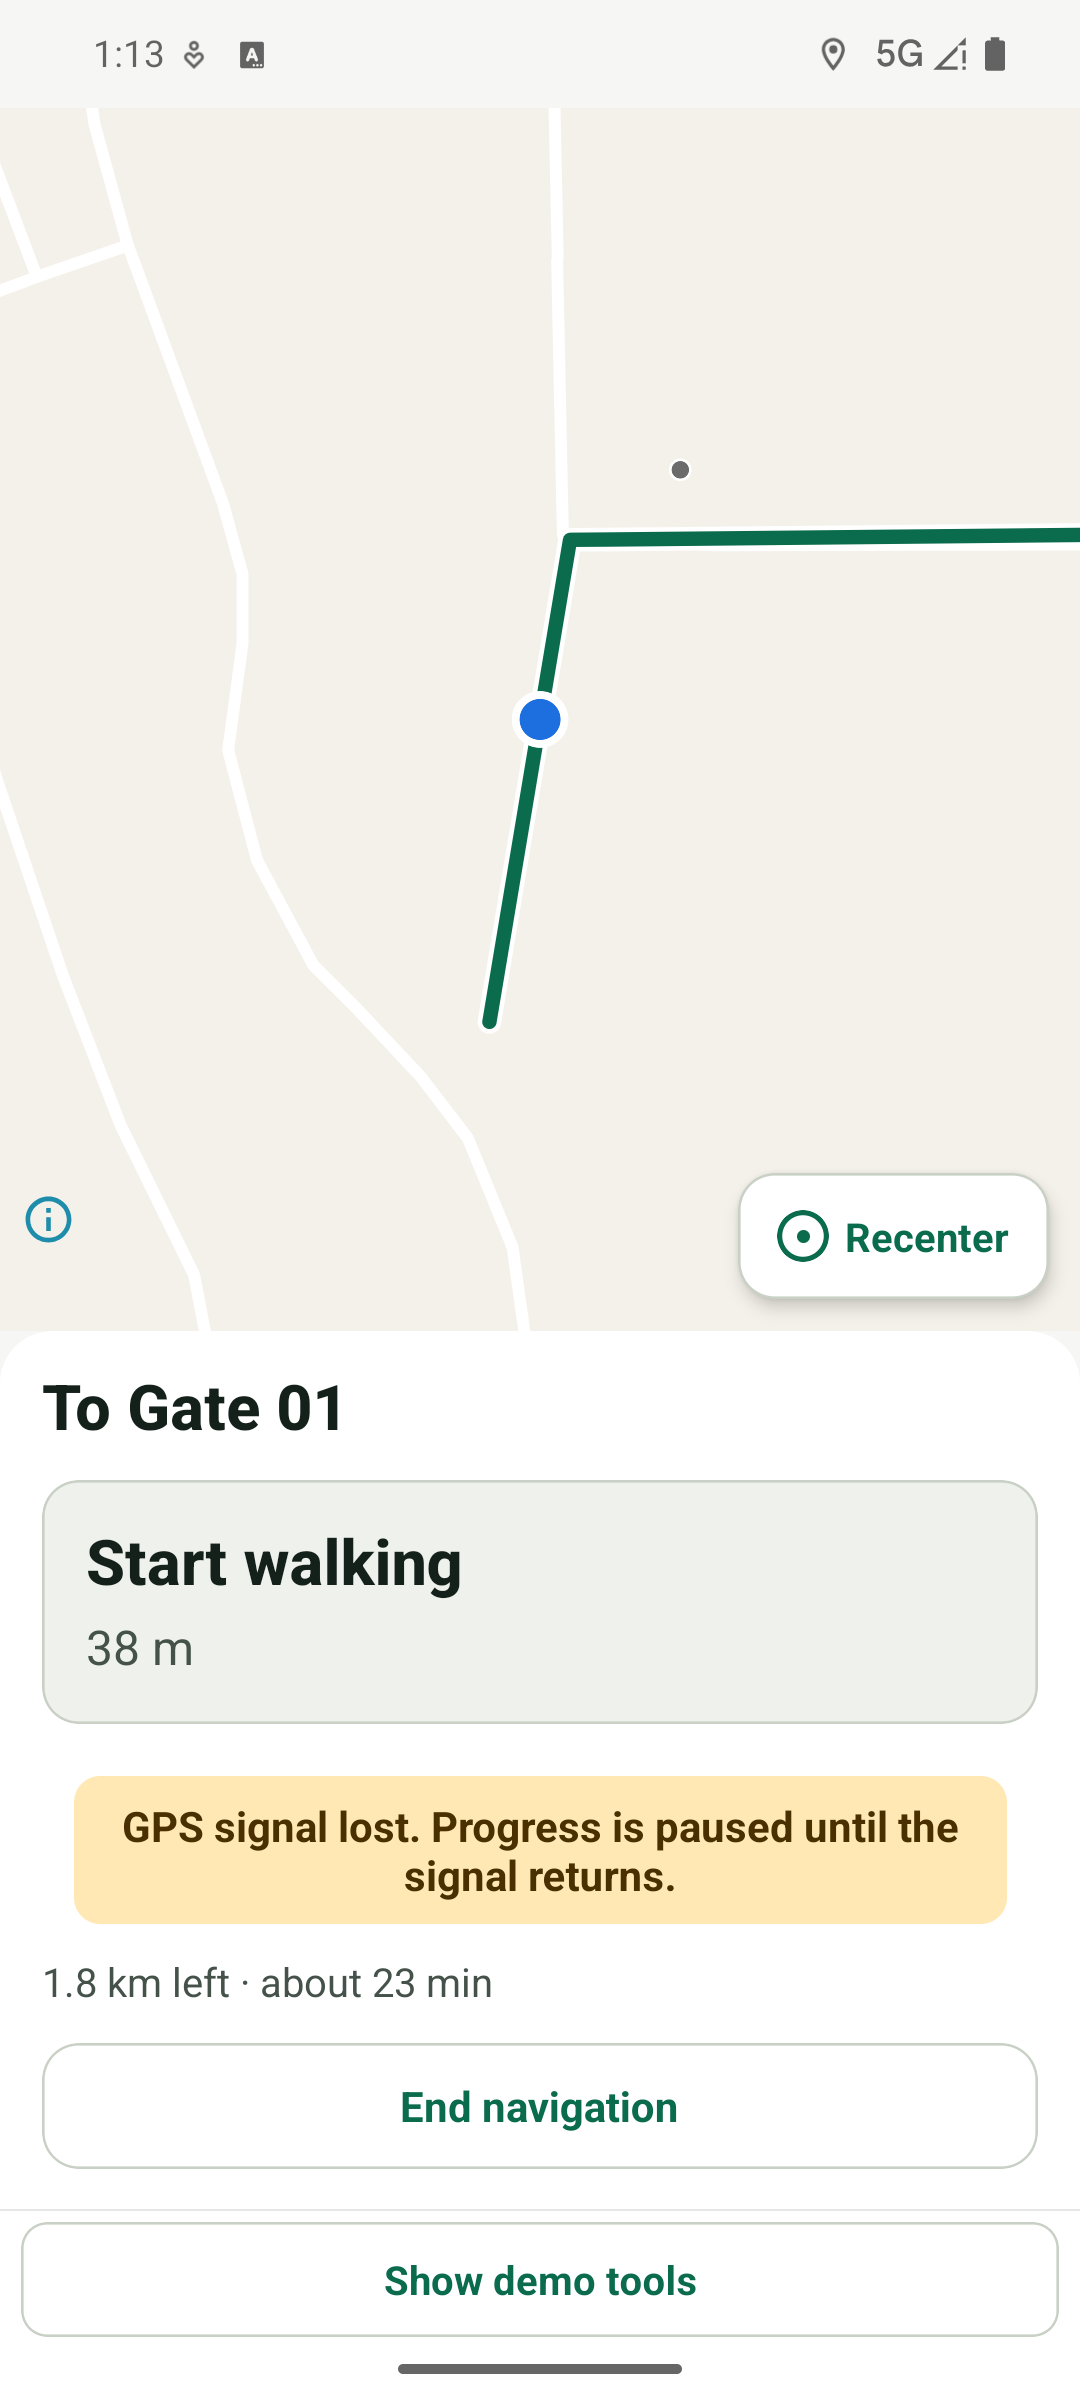 1:13
5G
To Gate 01
Recenter
Start walking
38 m
GPS signal lost. Progress is paused until the
signal returns.
1.8 km left · about 23 min
End navigation
Show demo tools